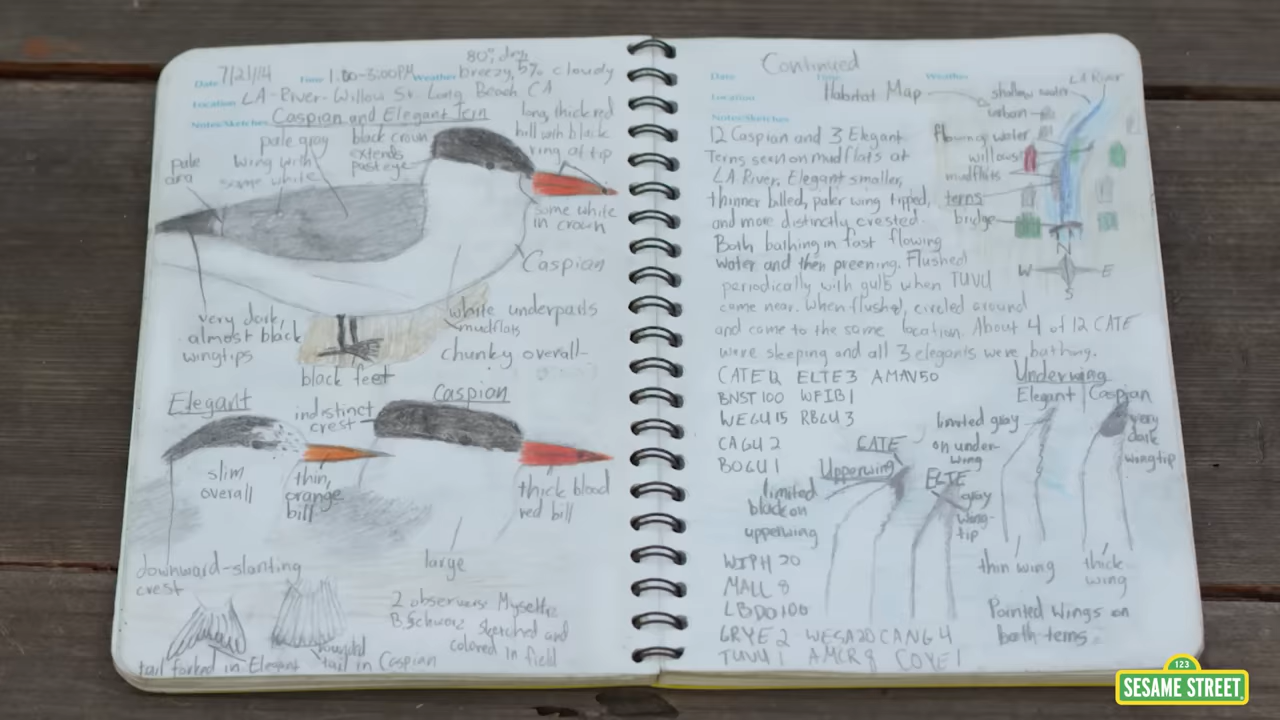 80°, dry,
Date 7/21/14 Time 1:00-3:00PM Weather breezy, 5% cloudy
Location LA-River-Willow St Long Beach CA
Notes/Sketches Caspian and Elegant Tern
pale gray
wing with
some white
black crown
extends
past eye
long, thick red
bill with black
ring at tip
pale
some white
in crown
Caspian
very dark,
almost black
wingtips
white underparts
mudflats
chunky overall-
black feet
Elegant
indistinct
crest
Caspian
slim
overall
thin,
orange
bill
thick blood
red bill
downward-slanting
crest
large
2 observers: Myself
B. Schwarz sketched and
colored in field
tail forked in Elegant
tail in Caspian
Continued
Date Time Weather
Location
Notes/Sketches
Habitat Map
LA River
shallow water
urban
flowing water
willows
mudflats
terns
bridge
N
W E
S
12 Caspian and 3 Elegant
Terns seen on mudflats at
LA River. Elegant smaller,
thinner billed, paler wing tipped,
and more distinctly crested.
Both bathing in fast flowing
water and then preening. Flushed
periodically with gulls when TUVU
came near. When flushed, circled around
and came to the same location. About 4 of 12 CATE
were sleeping and all 3 elegants were bathing.
CATE 12 ELTE 3 AMAV 50
BNST 100 WFIB 1
WEGU 15 RBGU 3
CAGU 2
BOGU 1
Underwing
Elegant | Caspian
limited gray
on under-
wing
very
dark
wingtip
CATE
Upperwing
limited
black on
upperwing
ELTE
gray
wing-
tip
thin wing
thick
wing
WIPH 20
MALL 8
LBDO 100
GRYE 2 WESA 20 CANG 4
TUVU 1 AMCR 8 COYE 1
Pointed wings on
both terns
123
SESAME STREET